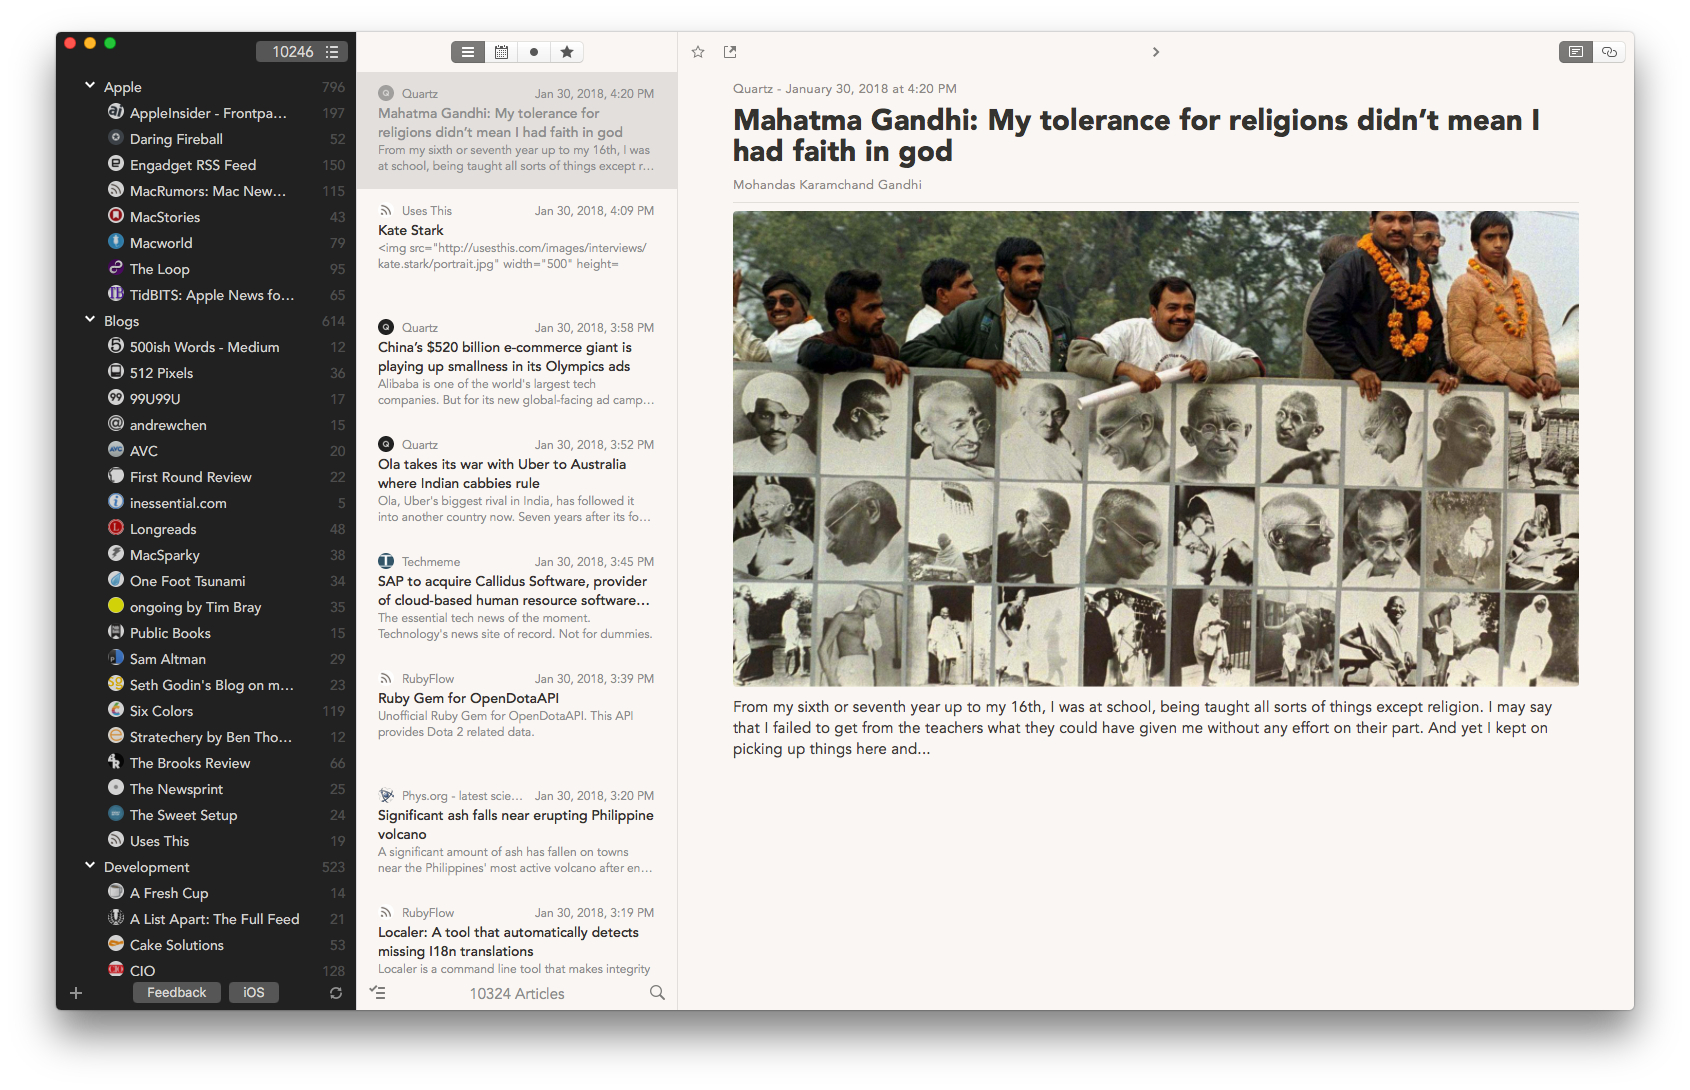 10246
Apple 796
AppleInsider - Frontpa... 197
Daring Fireball 52
Engadget RSS Feed 150
MacRumors: Mac New... 115
MacStories 43
Macworld 79
The Loop 95
TidBITS: Apple News fo... 65
Blogs 614
500ish Words - Medium 12
512 Pixels 36
99U99U 17
andrewchen 15
AVC 20
First Round Review 22
inessential.com 5
Longreads 48
MacSparky 38
One Foot Tsunami 34
ongoing by Tim Bray 35
Public Books 15
Sam Altman 29
Seth Godin's Blog on m... 23
Six Colors 119
Stratechery by Ben Tho... 12
The Brooks Review 66
The Newsprint 25
The Sweet Setup 24
Uses This 19
Development 523
A Fresh Cup 14
A List Apart: The Full Feed 21
Cake Solutions 53
CIO 128
Feedback
iOS
Quartz Jan 30, 2018, 4:20 PM
Mahatma Gandhi: My tolerance for
religions didn’t mean I had faith in god
From my sixth or seventh year up to my 16th, I was
at school, being taught all sorts of things except r...
Uses This Jan 30, 2018, 4:09 PM
Kate Stark
<img src="http://usesthis.com/images/interviews/
kate.stark/portrait.jpg" width="500" height=
Quartz Jan 30, 2018, 3:58 PM
China’s $520 billion e-commerce giant is
playing up smallness in its Olympics ads
Alibaba is one of the world's largest tech
companies. But for its new global-facing ad camp...
Quartz Jan 30, 2018, 3:52 PM
Ola takes its war with Uber to Australia
where Indian cabbies rule
Ola, Uber's biggest rival in India, has followed it
into another country now. Seven years after its fo...
Techmeme Jan 30, 2018, 3:45 PM
SAP to acquire Callidus Software, provider
of cloud-based human resource software...
The essential tech news of the moment.
Technology's news site of record. Not for dummies.
RubyFlow Jan 30, 2018, 3:39 PM
Ruby Gem for OpenDotaAPI
Unofficial Ruby Gem for OpenDotaAPI. This API
provides Dota 2 related data.
Phys.org - latest scie... Jan 30, 2018, 3:20 PM
Significant ash falls near erupting Philippine
volcano
A significant amount of ash has fallen on towns
near the Philippines' most active volcano after en...
RubyFlow Jan 30, 2018, 3:19 PM
Localer: A tool that automatically detects
missing I18n translations
Localer is a command line tool that makes integrity
10324 Articles
Quartz - January 30, 2018 at 4:20 PM
Mahatma Gandhi: My tolerance for religions didn’t mean I
had faith in god
Mohandas Karamchand Gandhi
From my sixth or seventh year up to my 16th, I was at school, being taught all sorts of things except religion. I may say
that I failed to get from the teachers what they could have given me without any effort on their part. And yet I kept on
picking up things here and...